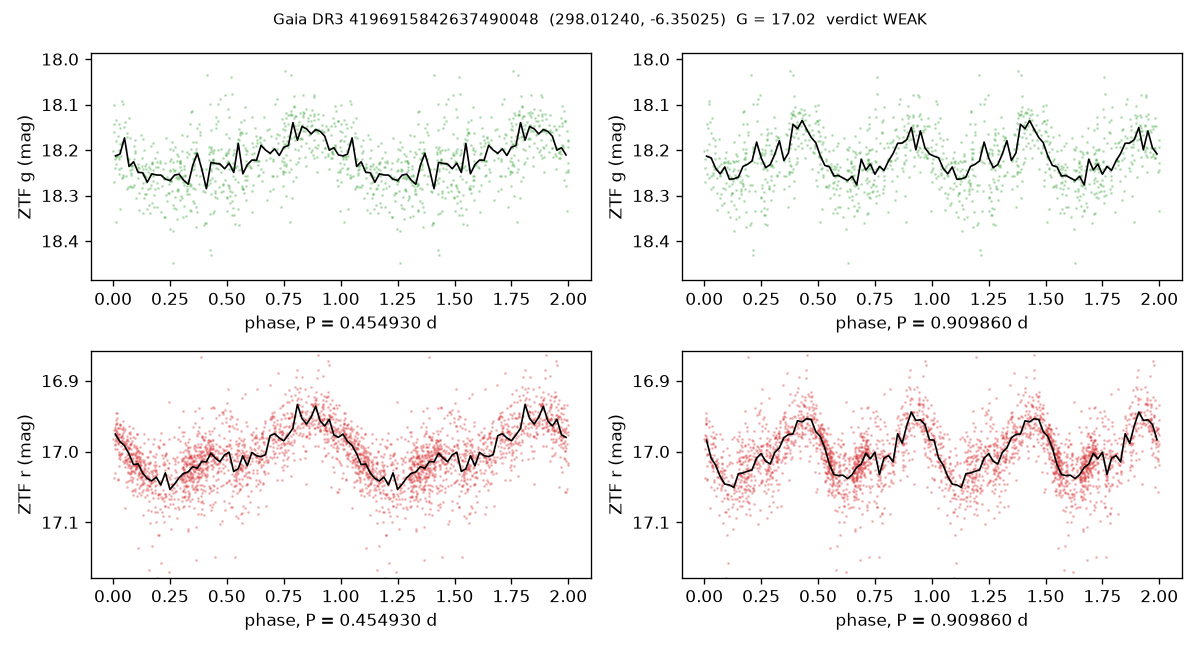 Gaia DR3 4196915842637490048 (298.01240, -6.35025) G = 17.02 verdict WEAK
ZTF g (mag)
18.0
18.1
18.2
18.3
18.4
0.00 0.25 0.50 0.75 1.00 1.25 1.50 1.75 2.00
phase, P = 0.454930 d
ZTF g (mag)
18.0
18.1
18.2
18.3
18.4
0.00 0.25 0.50 0.75 1.00 1.25 1.50 1.75 2.00
phase, P = 0.909860 d
ZTF r (mag)
16.9
17.0
17.1
0.00 0.25 0.50 0.75 1.00 1.25 1.50 1.75 2.00
phase, P = 0.454930 d
ZTF r (mag)
16.9
17.0
17.1
0.00 0.25 0.50 0.75 1.00 1.25 1.50 1.75 2.00
phase, P = 0.909860 d